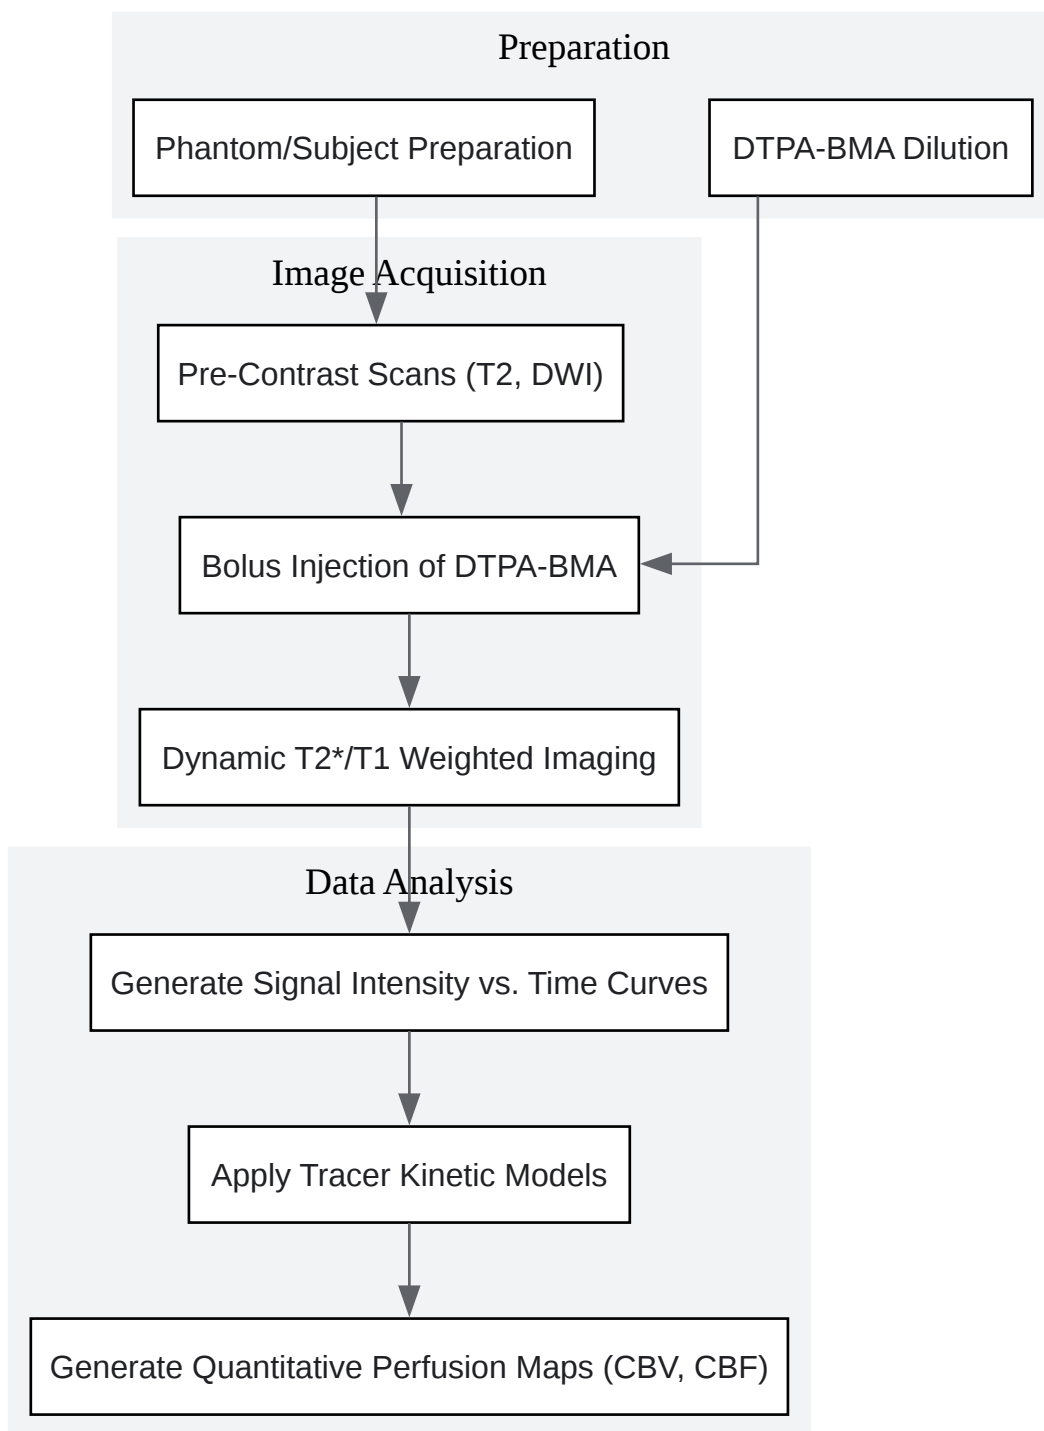 Preparation
Phantom/Subject Preparation
DTPA-BMA Dilution
Image Acquisition
Pre-Contrast Scans (T2, DWI)
Bolus Injection of DTPA-BMA
Dynamic T2*/T1 Weighted Imaging
Data Analysis
Generate Signal Intensity vs. Time Curves
Apply Tracer Kinetic Models
Generate Quantitative Perfusion Maps (CBV, CBF)